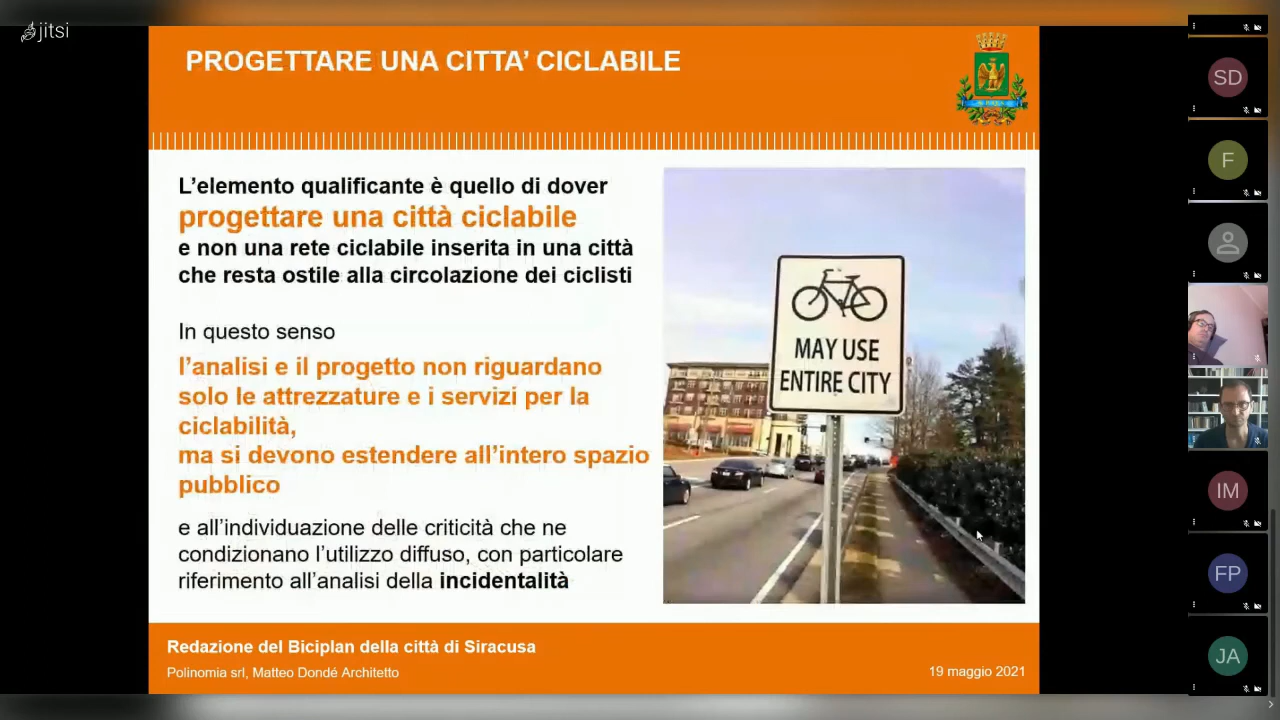 jitsi
PROGETTARE UNA CITTA' CICLABILE
L'elemento qualificante è quello di dover
progettare una città ciclabile
e non una rete ciclabile inserita in una città
che resta ostile alla circolazione dei ciclisti
In questo senso
l'analisi e il progetto non riguardano
solo le attrezzature e i servizi per la
ciclabilità,
ma si devono estendere all'intero spazio
pubblico
e all'individuazione delle criticità che ne
condizionano l'utilizzo diffuso, con particolare
riferimento all'analisi della incidentalità
MAY USE
ENTIRE CITY
Redazione del Biciplan della città di Siracusa
Polinomia srl, Matteo Dondé Architetto
19 maggio 2021
SD
F
IM
FP
JA